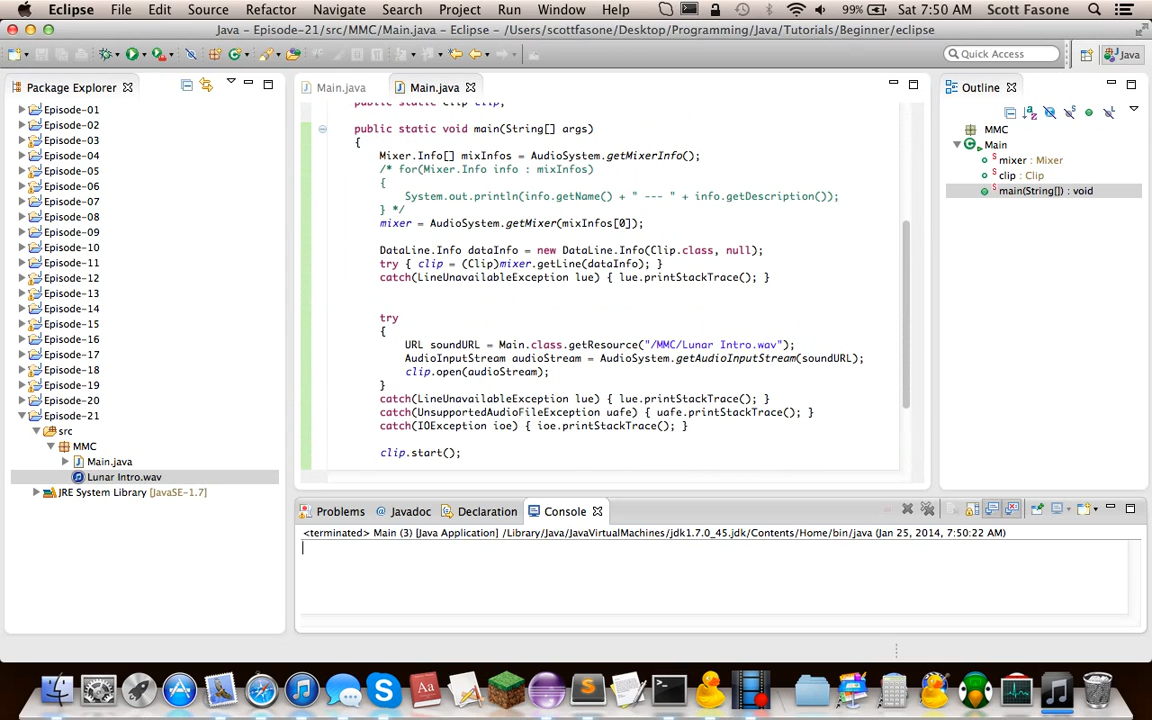 Eclipse File Edit Source Refactor Navigate Search Project Run Window Help 99% Sat 7:50 AM Scott Fasone
Java - Episode-21/src/MMC/Main.java - Eclipse - /Users/scottfasone/Desktop/Programming/Java/Tutorials/Beginner/eclipse
Quick Access Java
Package Explorer
Episode-01
Episode-02
Episode-03
Episode-04
Episode-05
Episode-06
Episode-07
Episode-08
Episode-09
Episode-10
Episode-11
Episode-12
Episode-13
Episode-14
Episode-15
Episode-16
Episode-17
Episode-18
Episode-19
Episode-20
Episode-21
src
MMC
Main.java
Lunar Intro.wav
JRE System Library [JavaSE-1.7]
Main.java Main.java
public static Clip clip;
public static void main(String[] args)
{
Mixer.Info[] mixInfos = AudioSystem.getMixerInfo();
/* for(Mixer.Info info : mixInfos)
{
System.out.println(info.getName() + " --- " + info.getDescription());
} */
mixer = AudioSystem.getMixer(mixInfos[0]);
DataLine.Info dataInfo = new DataLine.Info(Clip.class, null);
try { clip = (Clip)mixer.getLine(dataInfo); }
catch(LineUnavailableException lue) { lue.printStackTrace(); }
try
{
URL soundURL = Main.class.getResource("/MMC/Lunar Intro.wav");
AudioInputStream audioStream = AudioSystem.getAudioInputStream(soundURL);
clip.open(audioStream);
}
catch(LineUnavailableException lue) { lue.printStackTrace(); }
catch(UnsupportedAudioFileException uafe) { uafe.printStackTrace(); }
catch(IOException ioe) { ioe.printStackTrace(); }
clip.start();
Outline
MMC
Main
mixer : Mixer
clip : Clip
main(String[]) : void
Problems @ Javadoc Declaration Console
<terminated> Main (3) [Java Application] /Library/Java/JavaVirtualMachines/jdk1.7.0_45.jdk/Contents/Home/bin/java (Jan 25, 2014, 7:50:22 AM)